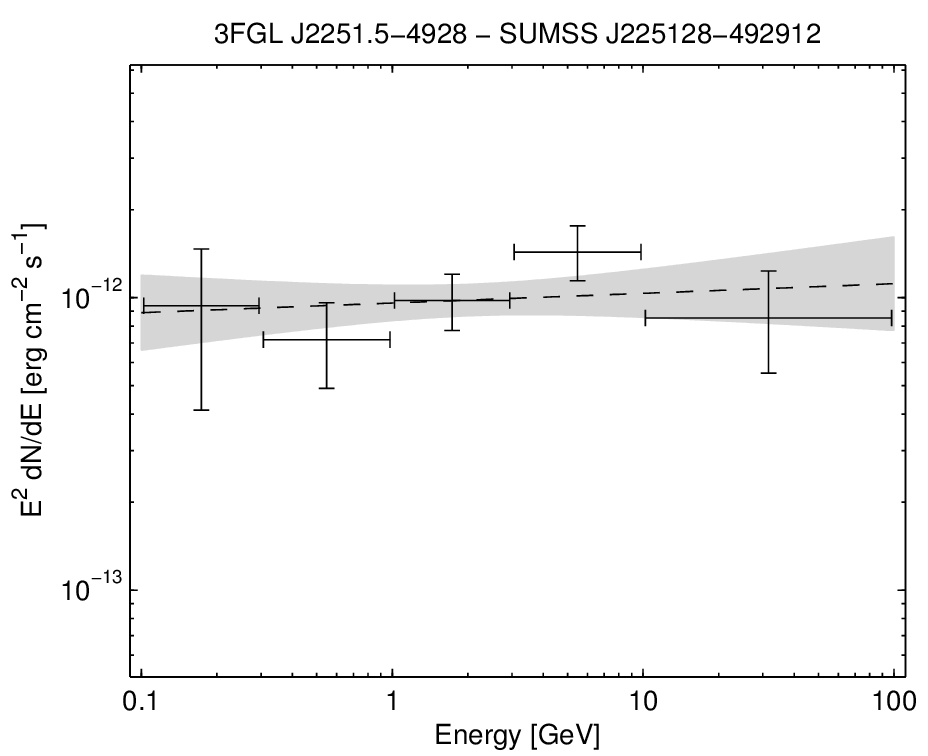 3FGL J2251.5−4928 − SUMSS J225128−492912
E² dN/dE [erg cm⁻² s⁻¹]
10⁻¹²
10⁻¹³
0.1 1 10 100
Energy [GeV]